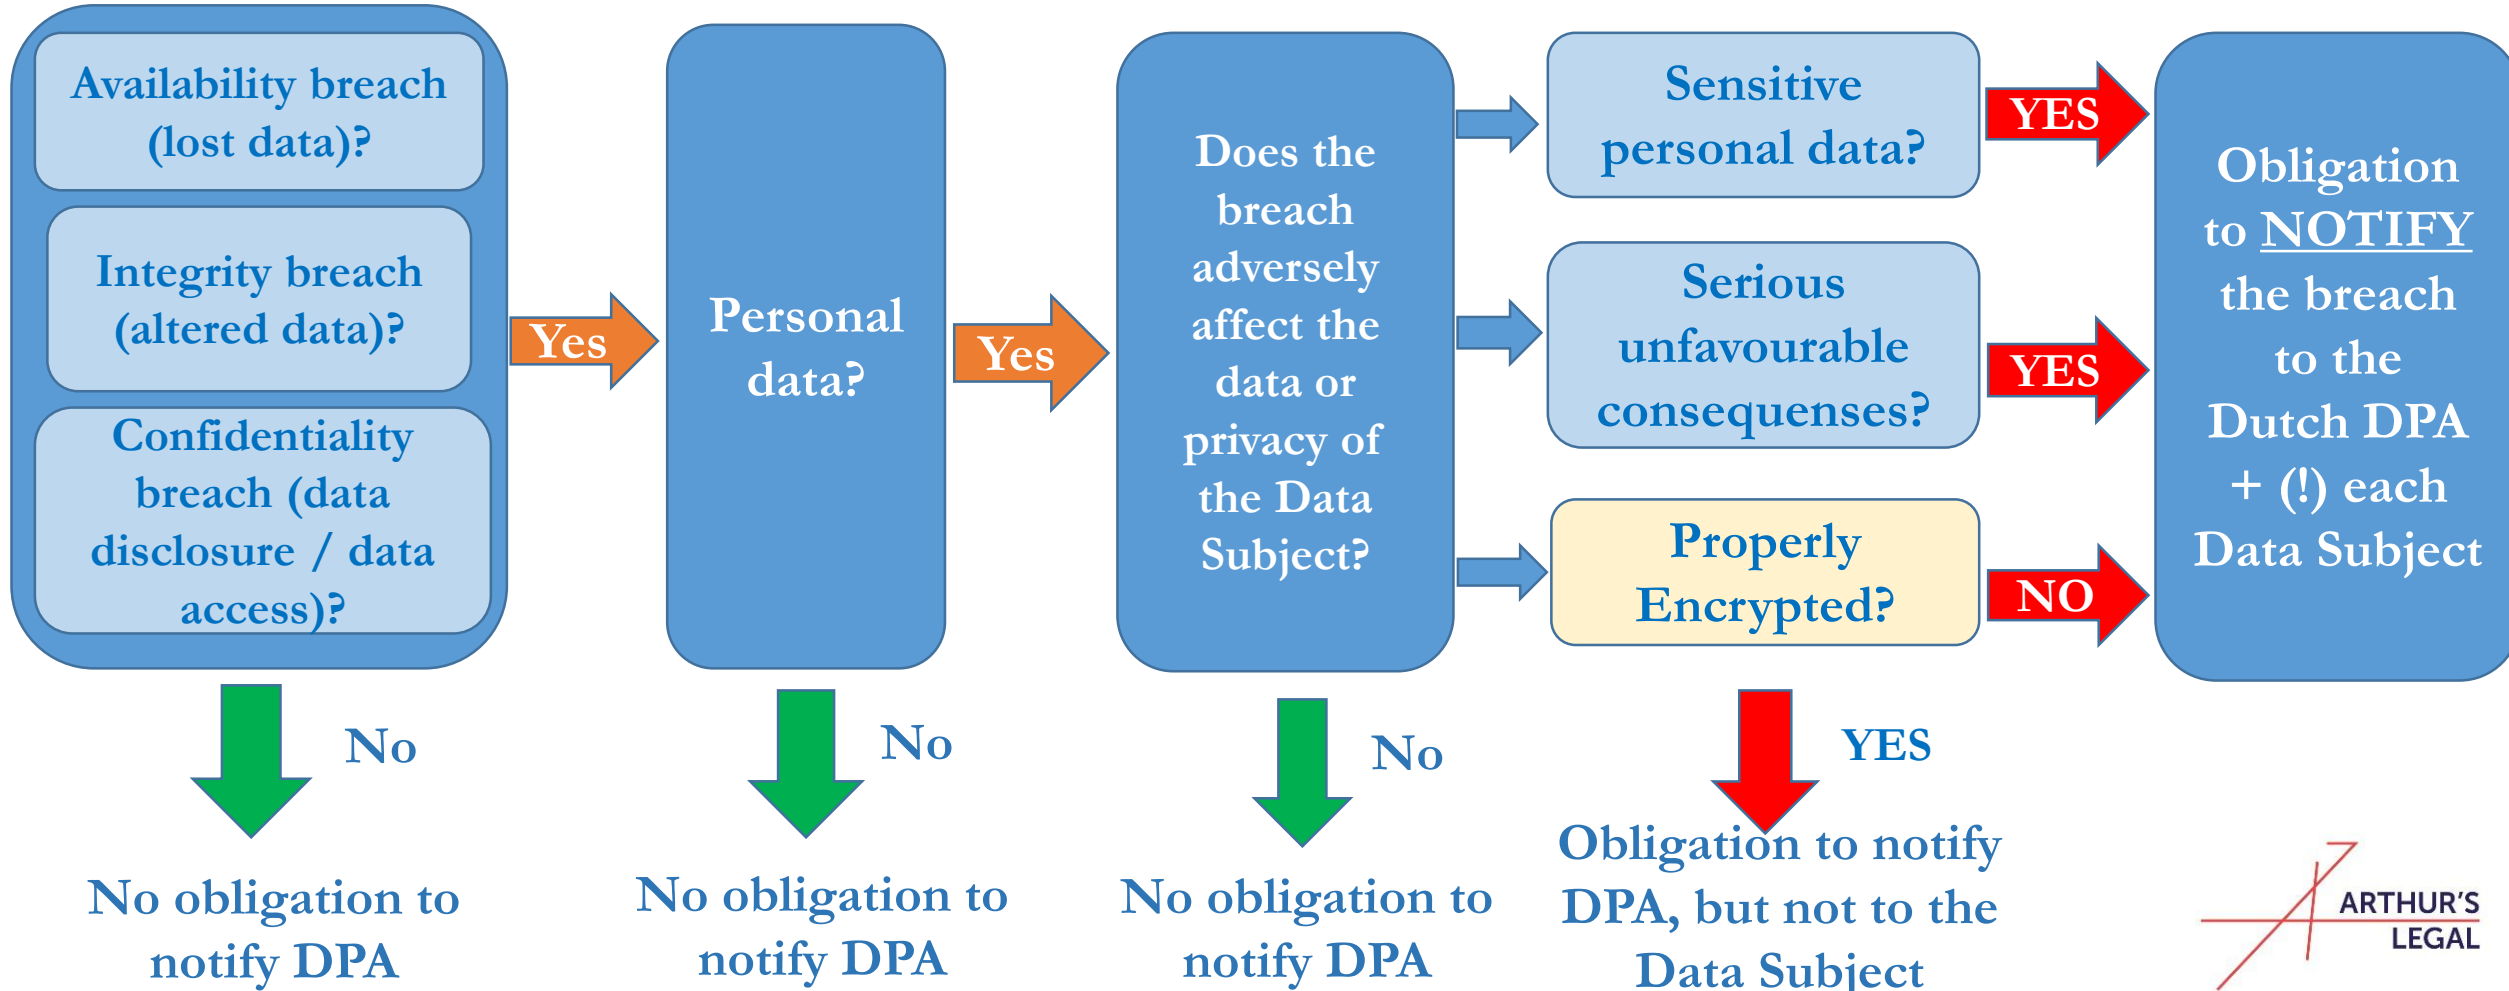 Availability breach
(lost data)?
Integrity breach
(altered data)?
Confidentiality
breach (data
disclosure / data
access)?
Yes
Personal
data?
Yes
Does the
breach
adversely
affect the
data or
privacy of
the Data
Subject?
Sensitive
personal data?
YES
Serious
unfavourable
consequenses?
YES
Properly
Encrypted?
NO
Obligation
to NOTIFY
the breach
to the
Dutch DPA
+ (!) each
Data Subject
No
No obligation to
notify DPA
No
No obligation to
notify DPA
No
No obligation to
notify DPA
YES
Obligation to notify
DPA, but not to the
Data Subject
ARTHUR'S
LEGAL